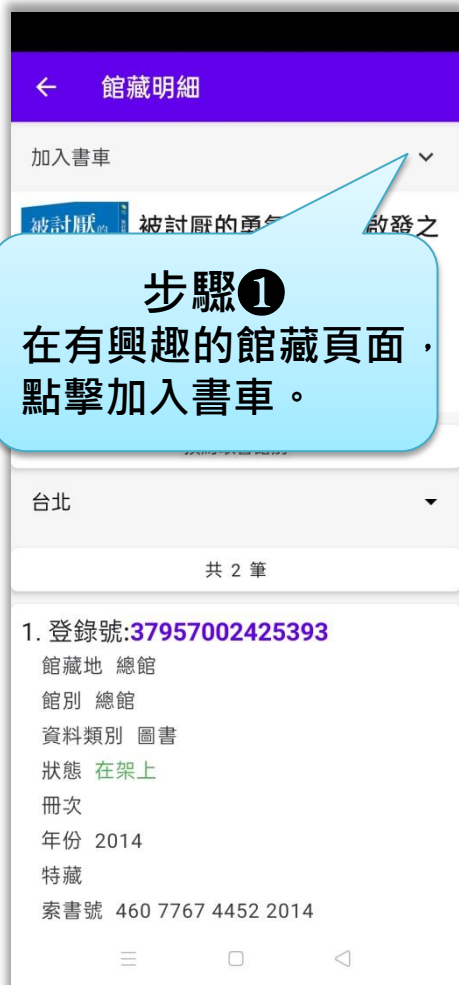 館藏明細
加入書車
被討厭的
被討厭的勇氣 啟發之
步驟❶
在有興趣的館藏頁面，
點擊加入書車。
台北
共 2 筆
1. 登錄號:37957002425393
館藏地 總館
館別 總館
資料類別 圖書
狀態 在架上
冊次
年份 2014
特藏
索書號 460 7767 4452 2014